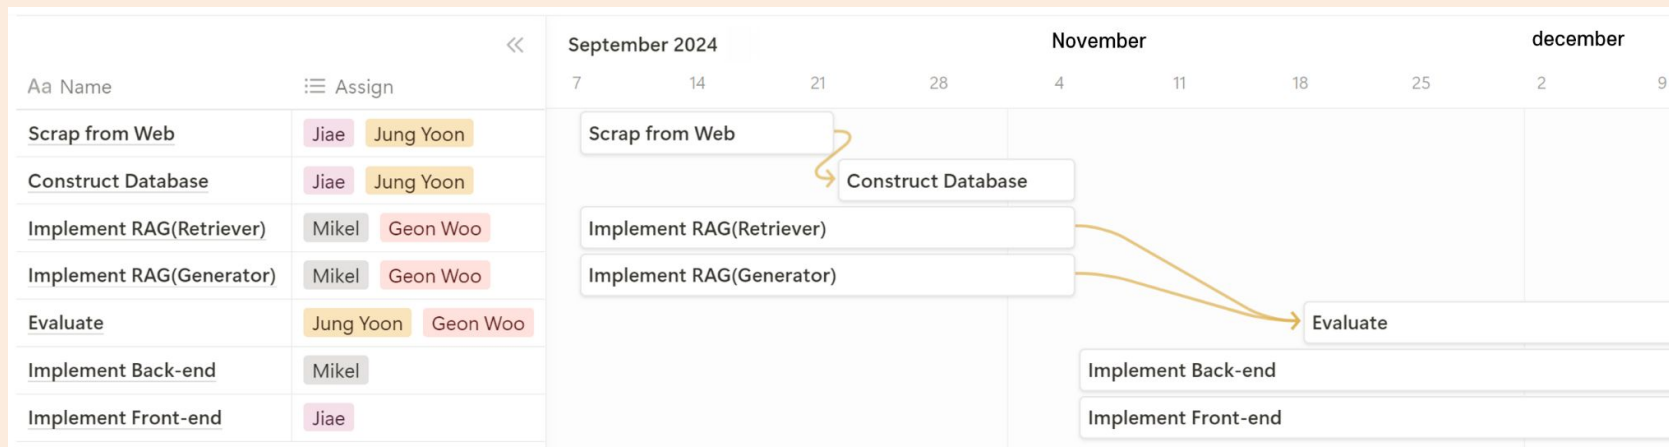 September 2024 November december
Aa Name Assign 7 14 21 28 4 11 18 25 2 9
Scrap from Web Jiae Jung Yoon Scrap from Web
Construct Database Jiae Jung Yoon Construct Database
Implement RAG(Retriever) Mikel Geon Woo Implement RAG(Retriever)
Implement RAG(Generator) Mikel Geon Woo Implement RAG(Generator)
Evaluate Jung Yoon Geon Woo Evaluate
Implement Back-end Mikel Implement Back-end
Implement Front-end Jiae Implement Front-end